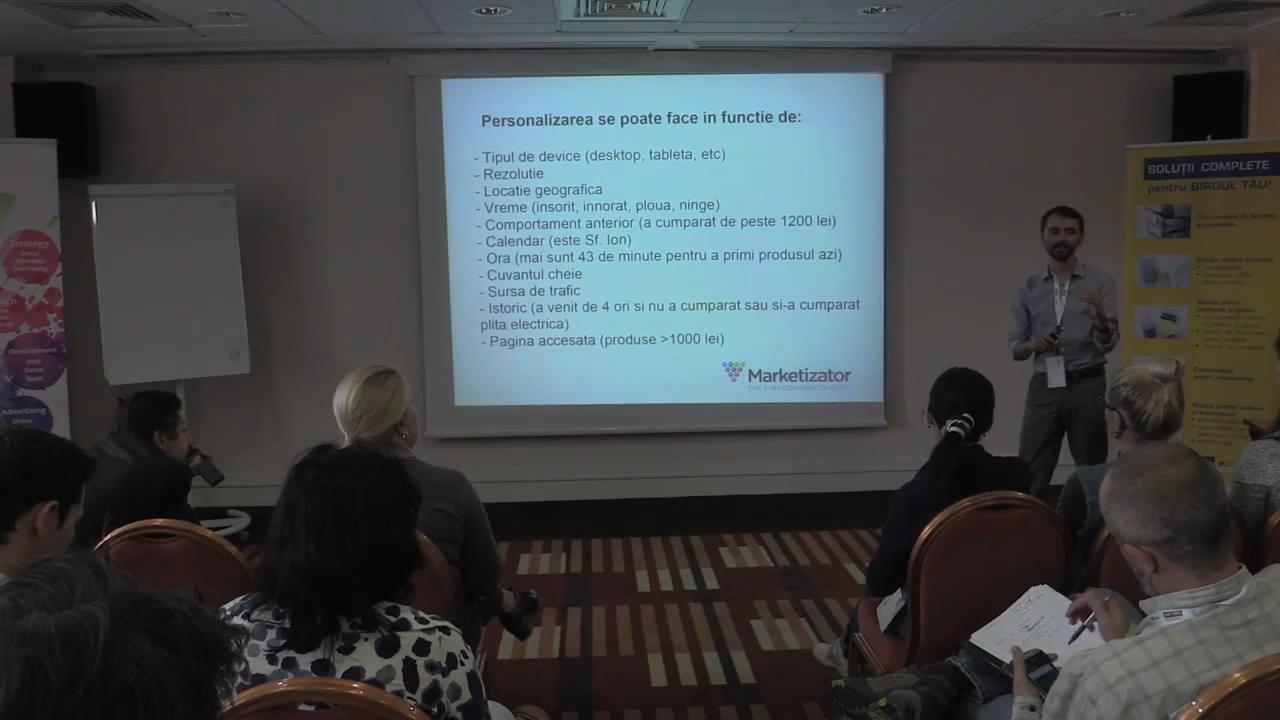 Personalizarea se poate face in functie de:
- Tipul de device (desktop, tableta, etc)
- Rezolutie
- Locatie geografica
- Vreme (insorit, innorat, ploua, ninge)
- Comportament anterior (a cumparat de peste 1200 lei)
- Calendar (este Sf. Ion)
- Ora (mai sunt 43 de minute pentru a primi produsul azi)
- Cuvantul cheie
- Sursa de trafic
- Istoric (a venit de 4 ori si nu a cumparat sau si-a cumparat
plita electrica)
- Pagina accesata (produse >1000 lei)
Marketizator
SOLUȚII COMPLETE
pentru BIROUL TĂU!
Strategy
Development
Advertising